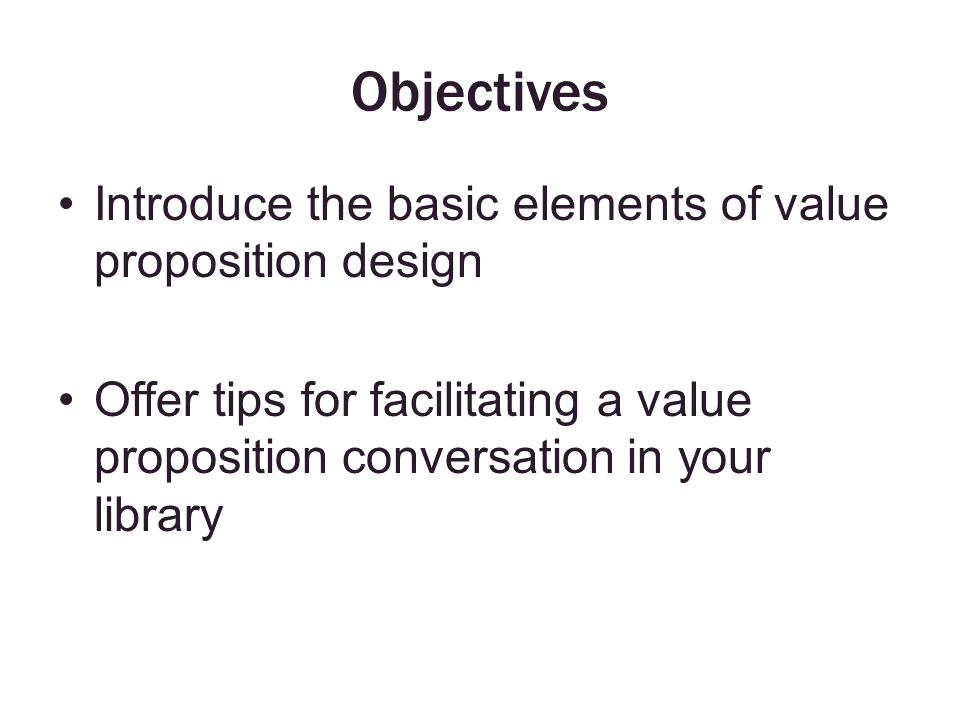 Objectives
• Introduce the basic elements of value
proposition design
• Offer tips for facilitating a value
proposition conversation in your
library